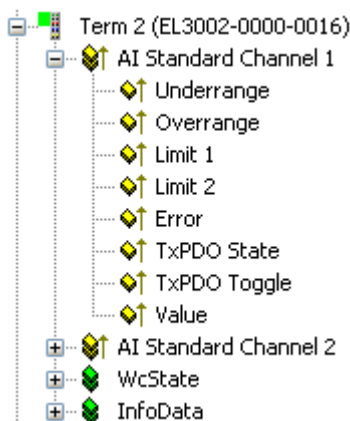 Term 2 (EL3002-0000-0016)
AI Standard Channel 1
Underrange
Overrange
Limit 1
Limit 2
Error
TxPDO State
TxPDO Toggle
Value
AI Standard Channel 2
WcState
InfoData